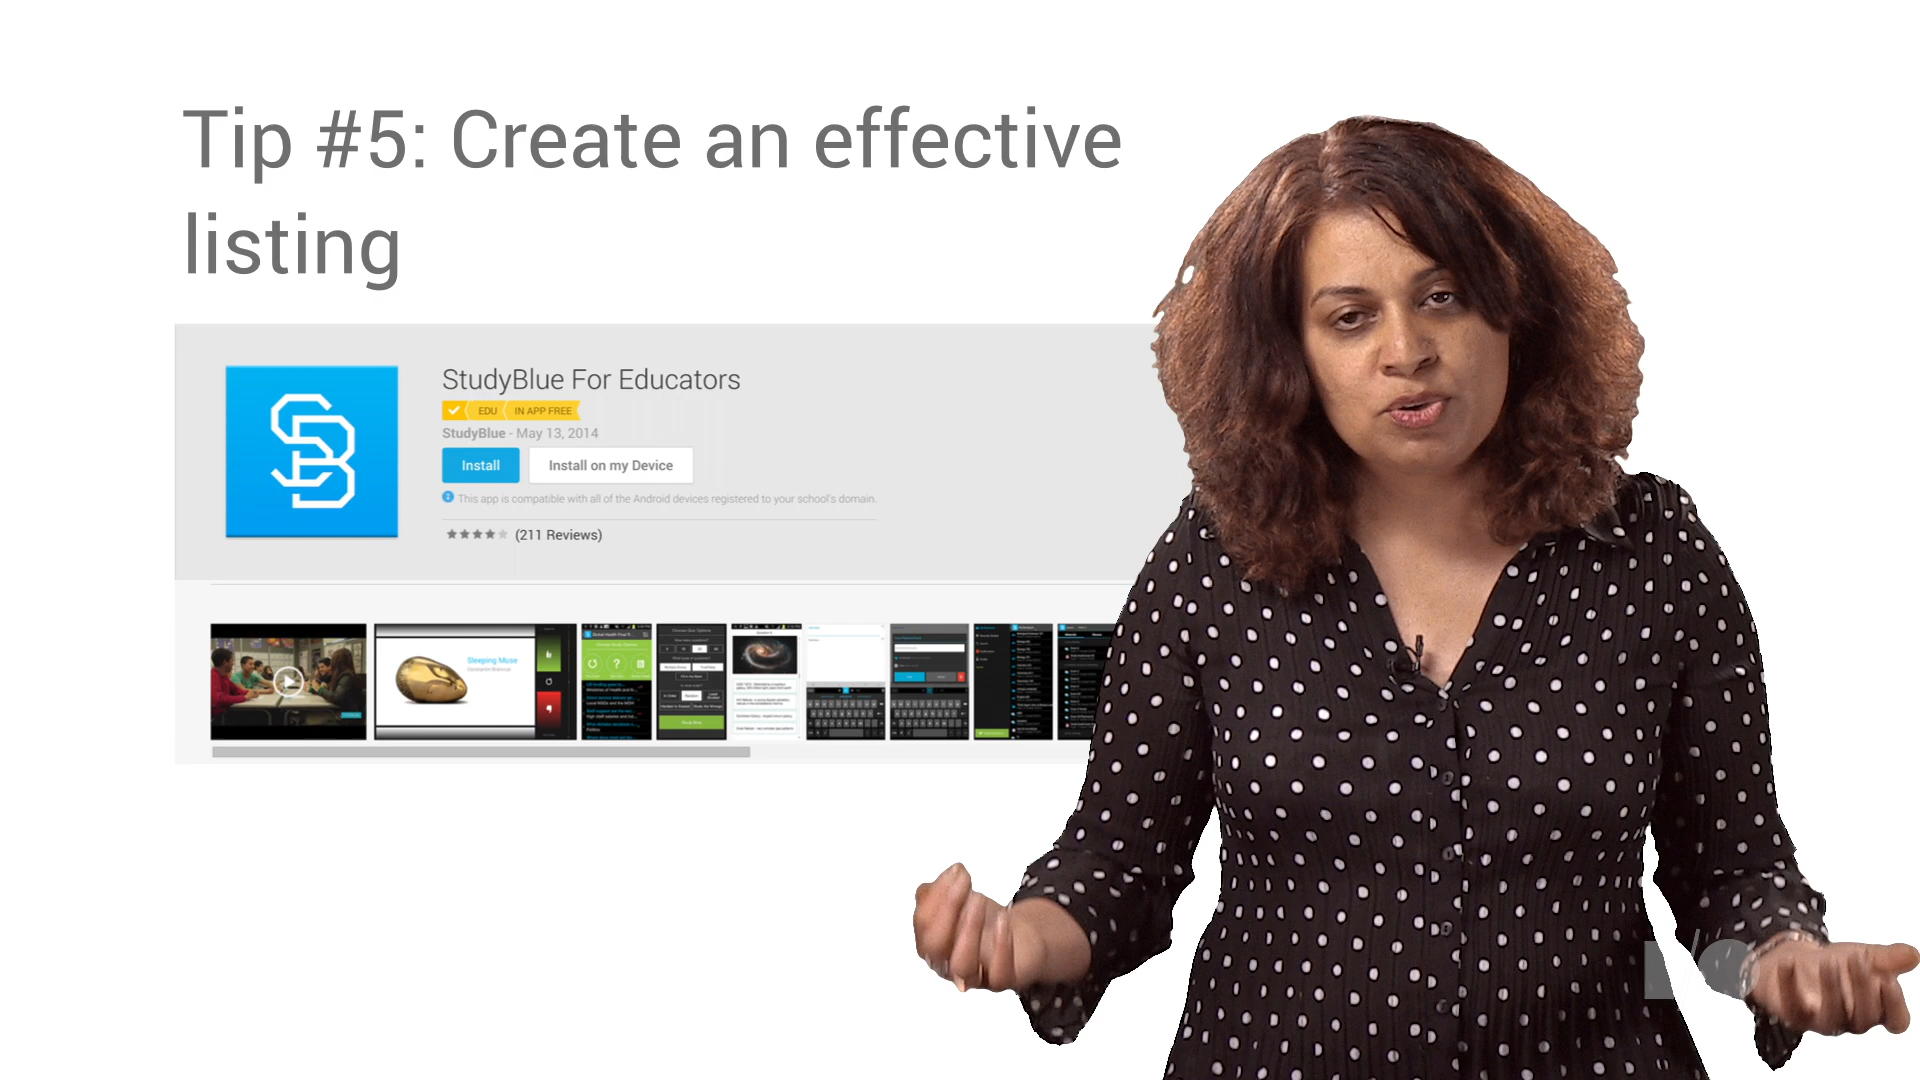 Tip #5: Create an effective
listing
StudyBlue For Educators
EDU IN APP FREE
StudyBlue - May 13, 2014
Install
Install on my Device
This app is compatible with all of the Android devices registered to your school's domain.
(211 Reviews)
Sleeping Muse
I/O